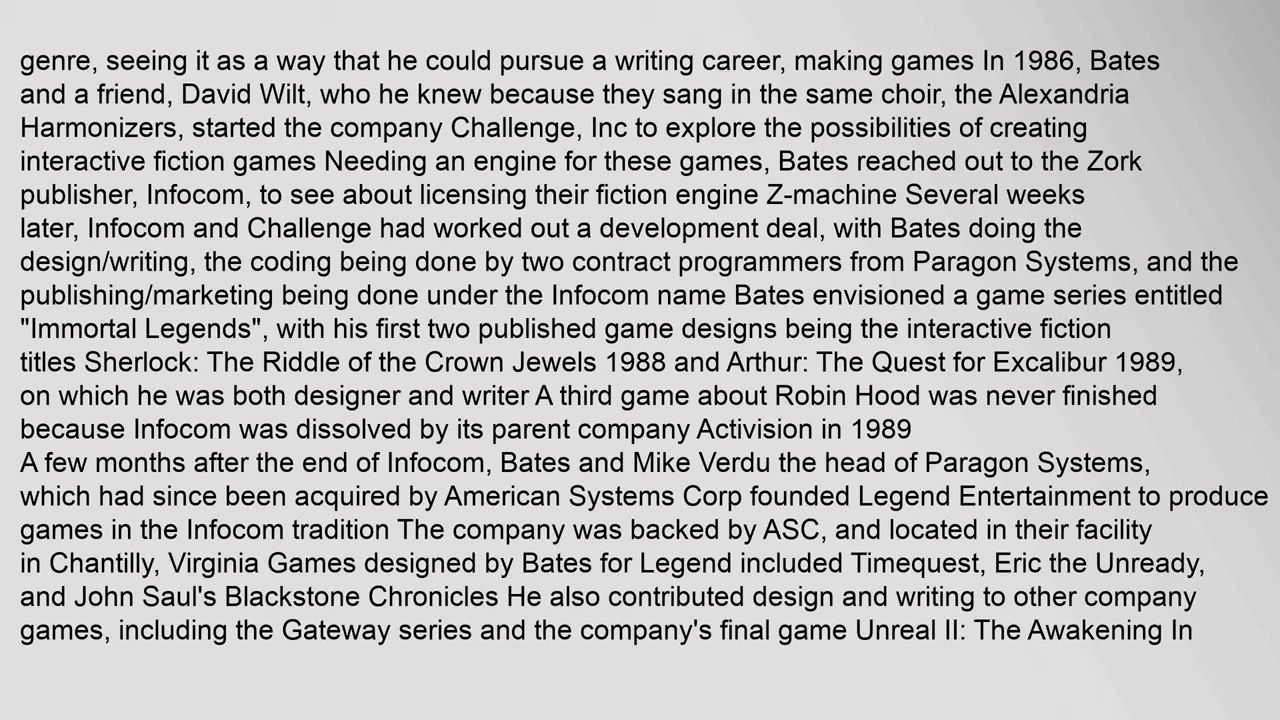 genre, seeing it as a way that he could pursue a writing career, making games In 1986, Bates
and a friend, David Wilt, who he knew because they sang in the same choir, the Alexandria
Harmonizers, started the company Challenge, Inc to explore the possibilities of creating
interactive fiction games Needing an engine for these games, Bates reached out to the Zork
publisher, Infocom, to see about licensing their fiction engine Z-machine Several weeks
later, Infocom and Challenge had worked out a development deal, with Bates doing the
design/writing, the coding being done by two contract programmers from Paragon Systems, and the
publishing/marketing being done under the Infocom name Bates envisioned a game series entitled
"Immortal Legends", with his first two published game designs being the interactive fiction
titles Sherlock: The Riddle of the Crown Jewels 1988 and Arthur: The Quest for Excalibur 1989,
on which he was both designer and writer A third game about Robin Hood was never finished
because Infocom was dissolved by its parent company Activision in 1989
A few months after the end of Infocom, Bates and Mike Verdu the head of Paragon Systems,
which had since been acquired by American Systems Corp founded Legend Entertainment to produce
games in the Infocom tradition The company was backed by ASC, and located in their facility
in Chantilly, Virginia Games designed by Bates for Legend included Timequest, Eric the Unready,
and John Saul's Blackstone Chronicles He also contributed design and writing to other company
games, including the Gateway series and the company's final game Unreal II: The Awakening In